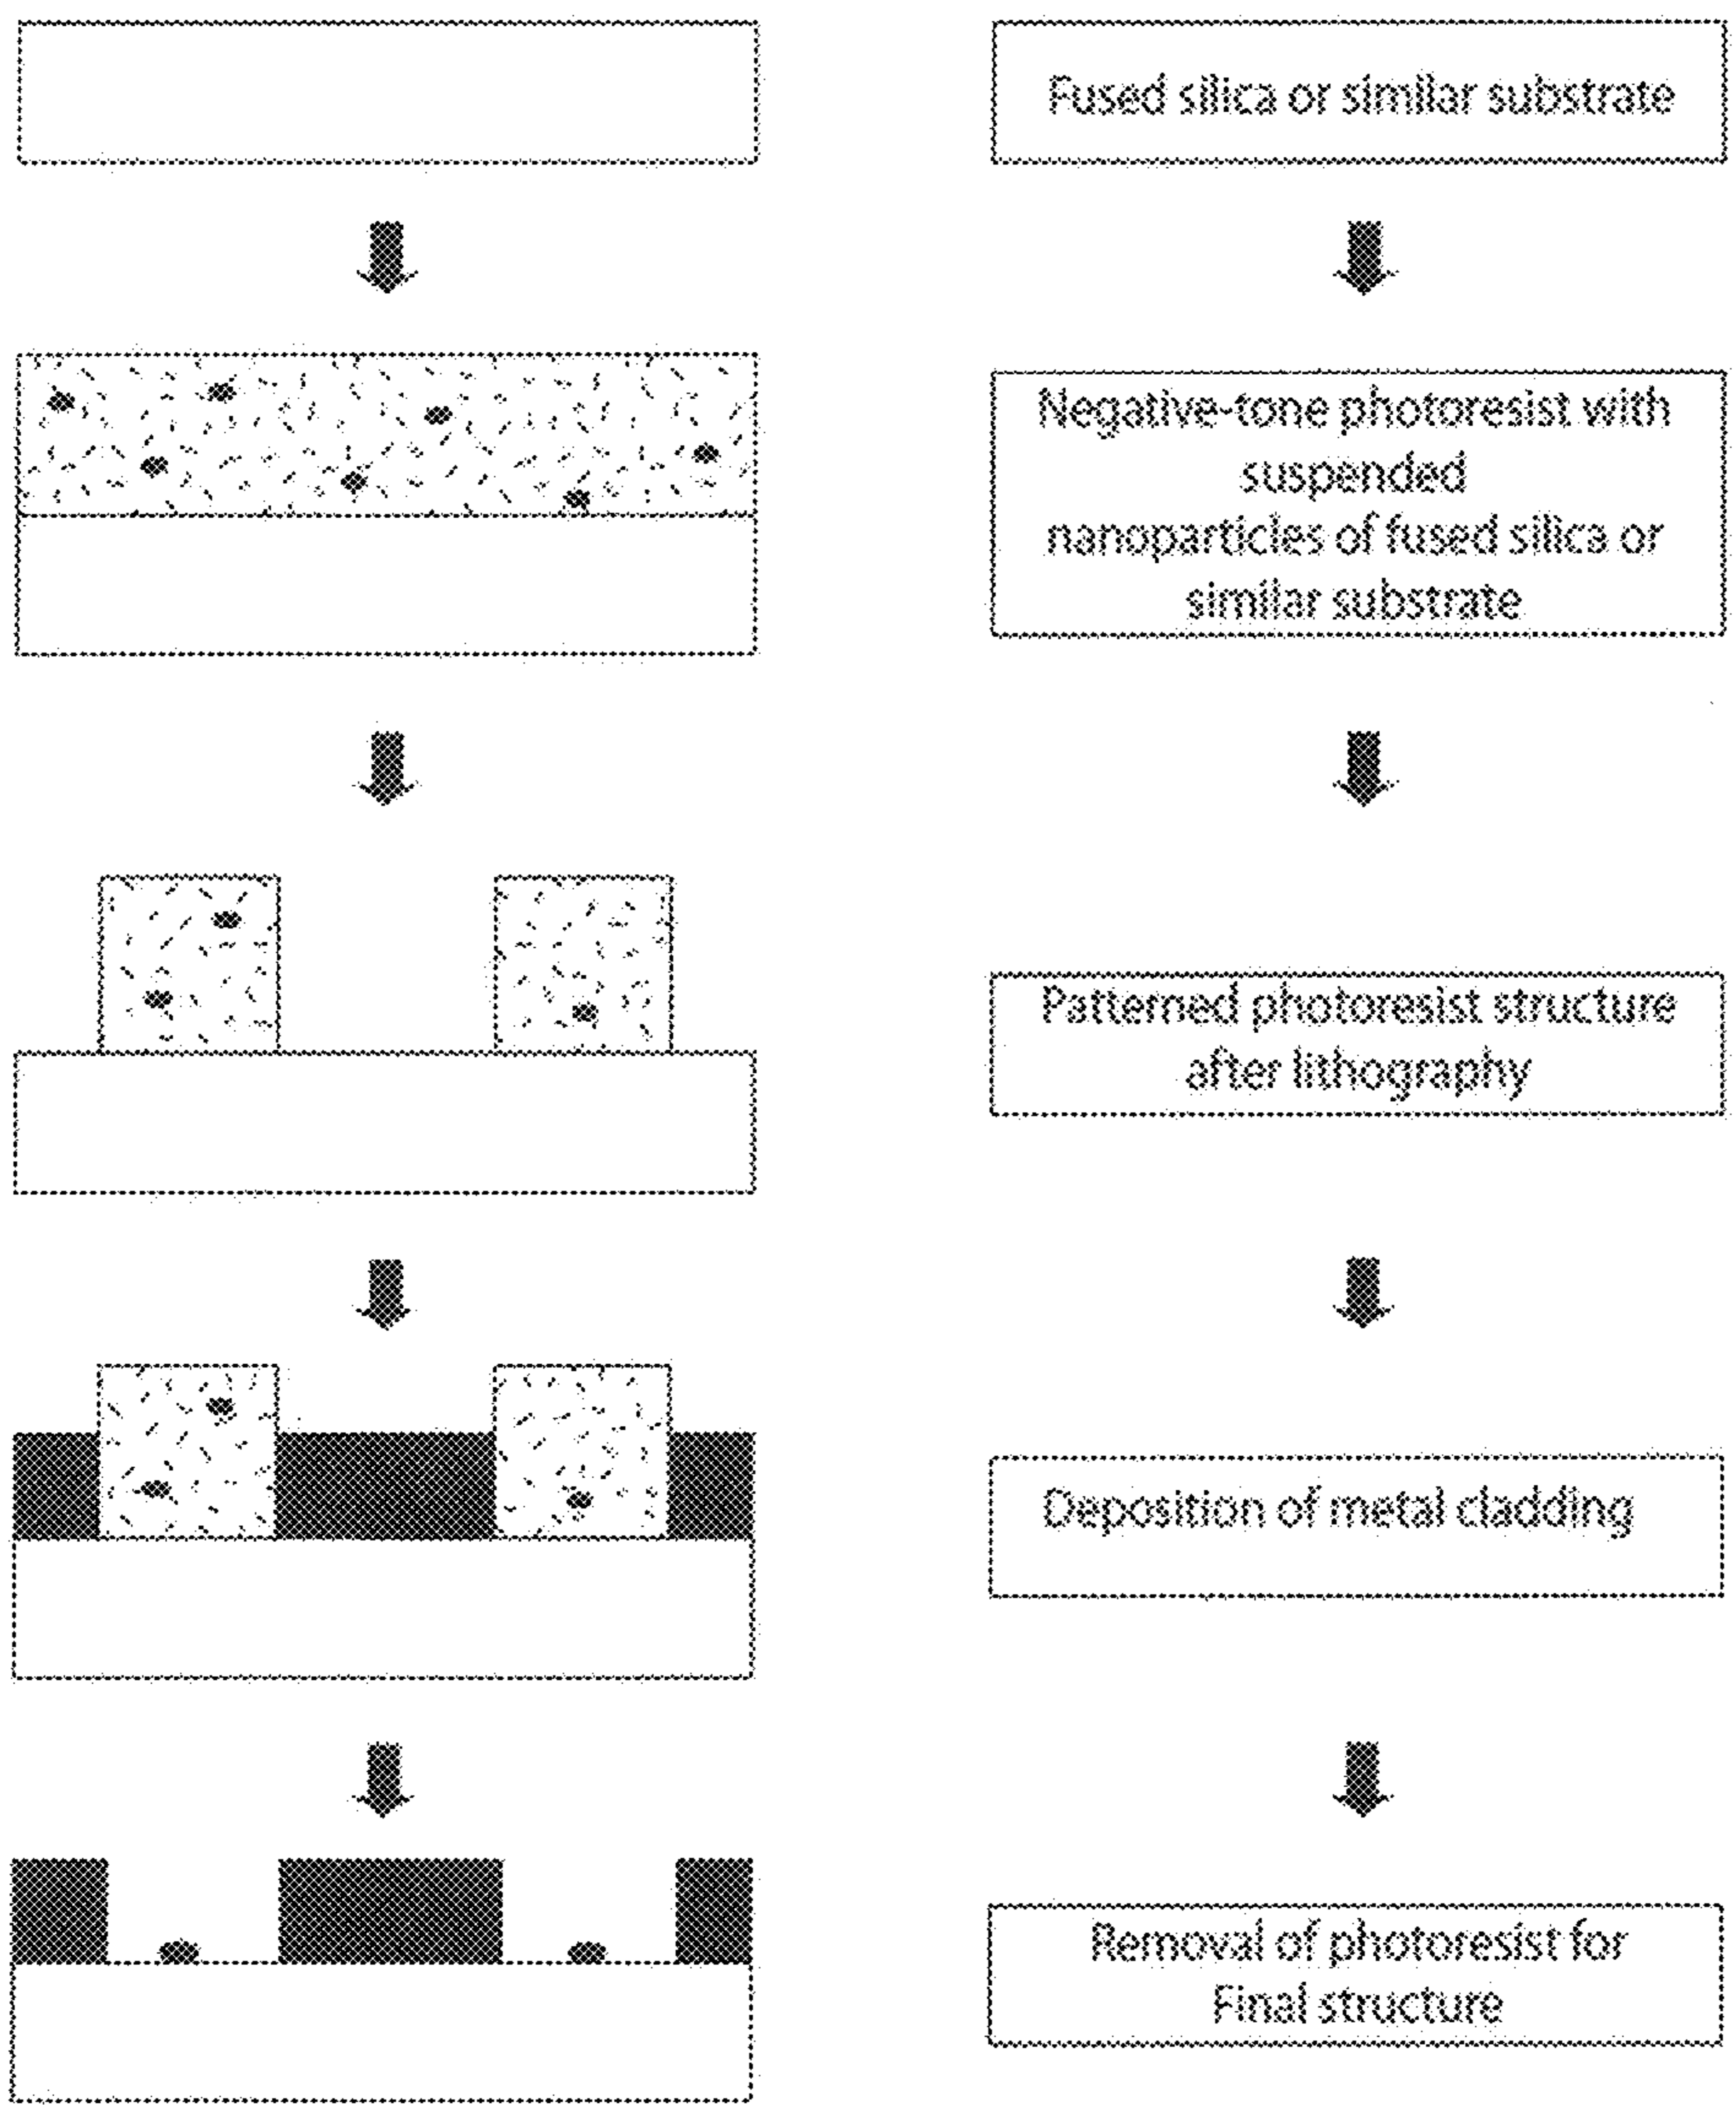 Fused silica or similar substrate
Negative-tone photoresist with
suspended
nanoparticles of fused silica or
similar substrate
Patterned photoresist structure
after lithography
Deposition of metal cladding
Removal of photoresist for
Final structure